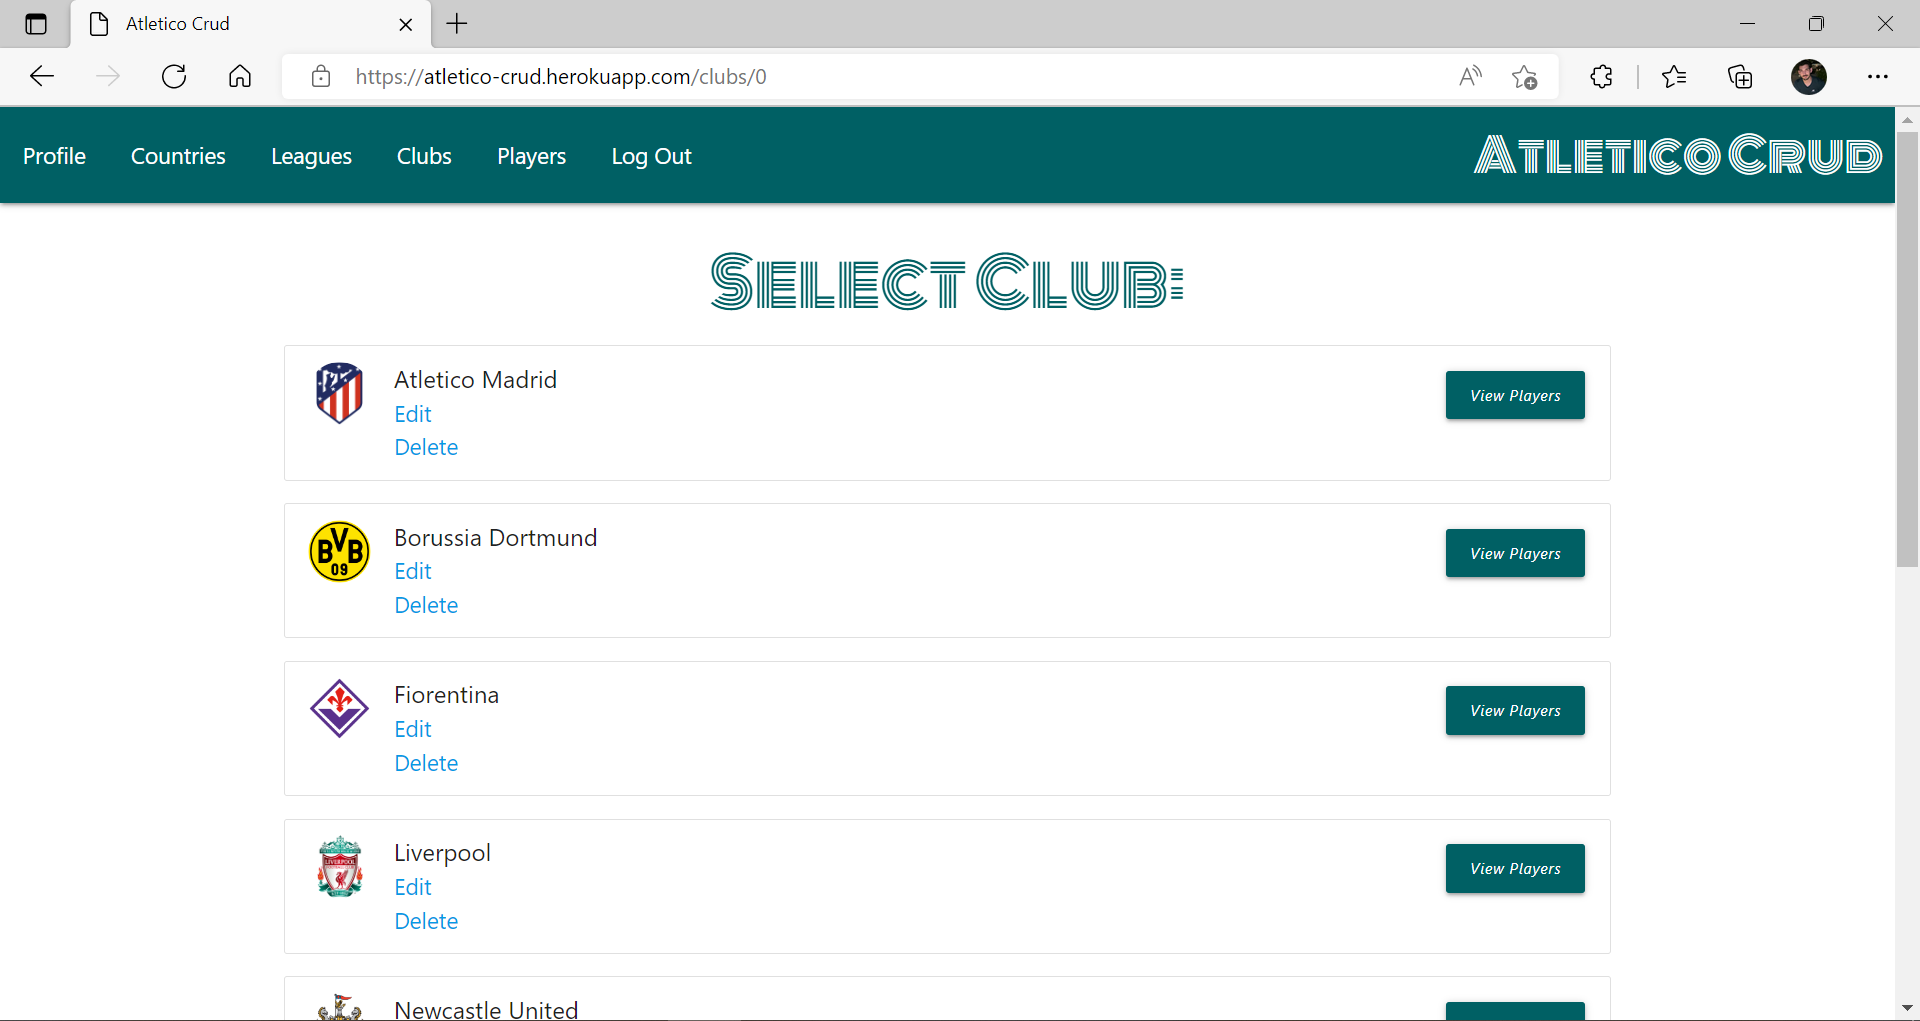 Atletico Crud
https://atletico-crud.herokuapp.com/clubs/0
Profile Countries Leagues Clubs Players Log Out Atletico Crud
Select Club:
Atletico Madrid
Edit
Delete
View Players
BVB
09
Borussia Dortmund
Edit
Delete
View Players
Fiorentina
Edit
Delete
View Players
LIVERPOOL
Liverpool
Edit
Delete
View Players
Newcastle United